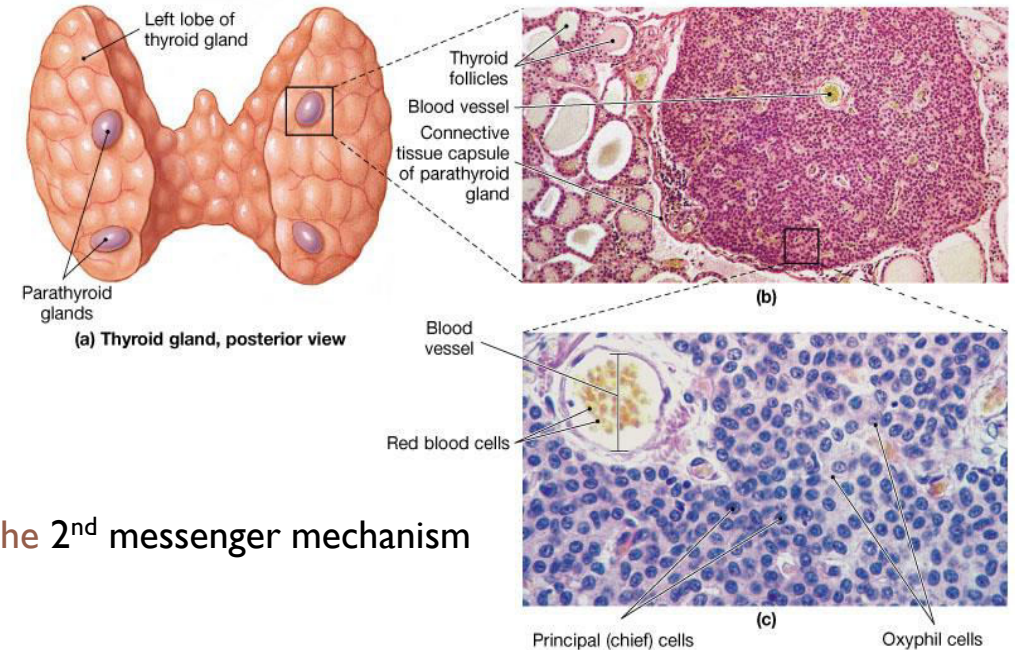 Left lobe of
thyroid gland
Parathyroid
glands
(a) Thyroid gland, posterior view
Thyroid
follicles
Blood vessel
Connective
tissue capsule
of parathyroid
gland
(b)
Blood
vessel
Red blood cells
he 2nd messenger mechanism
(c)
Principal (chief) cells
Oxyphil cells